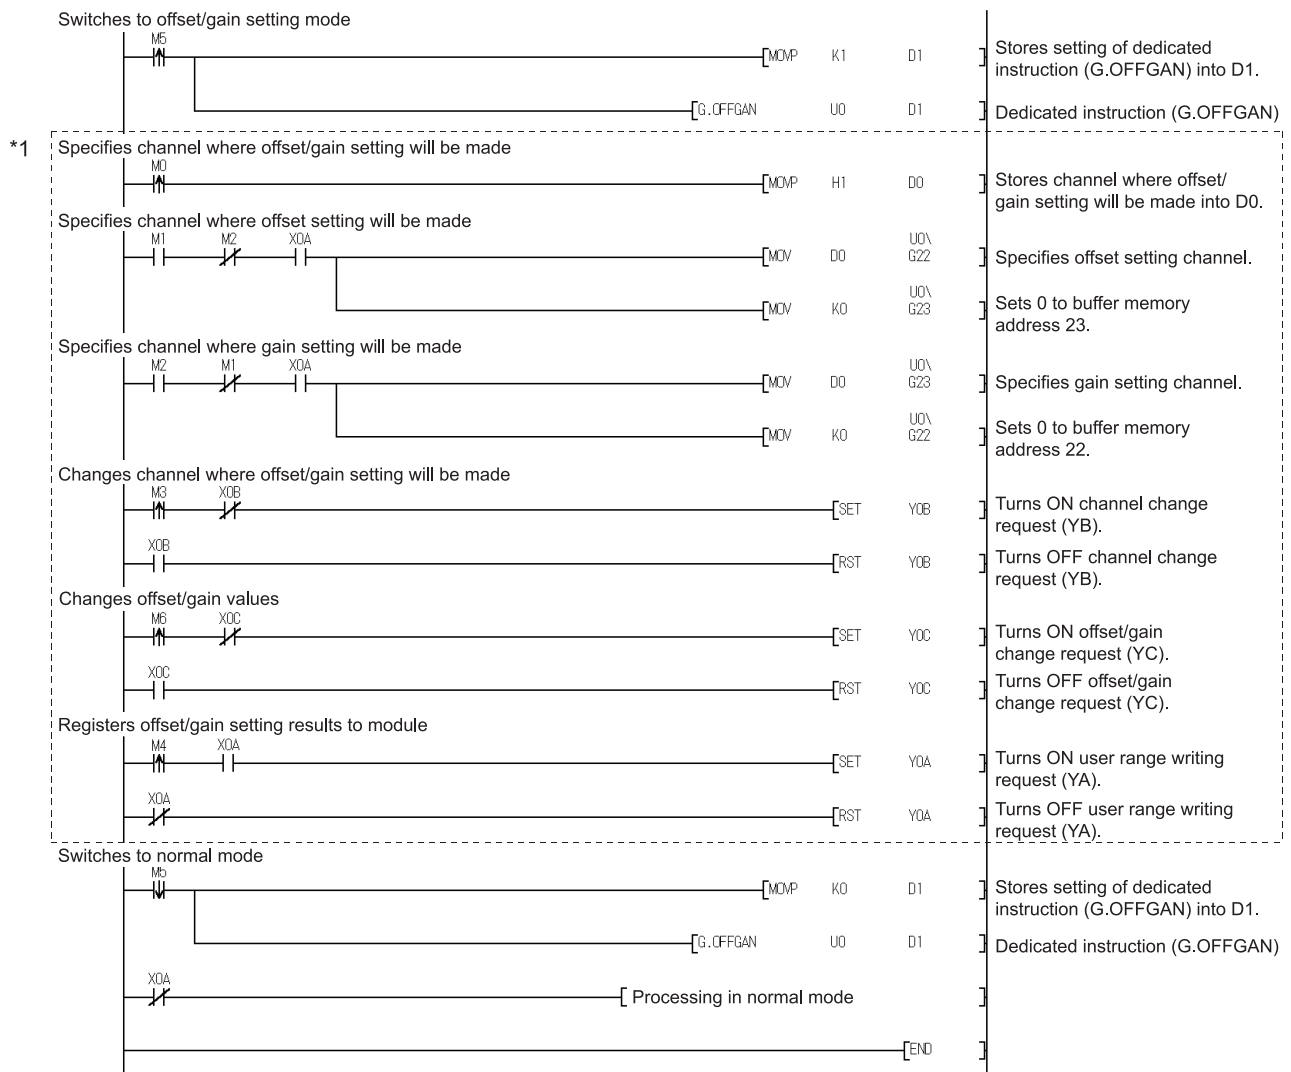 Switches to offset/gain setting mode
M5
MOVP K1 D1
Stores setting of dedicated
instruction (G.OFFGAN) into D1.
G.OFFGAN U0 D1
Dedicated instruction (G.OFFGAN)
*1
Specifies channel where offset/gain setting will be made
M0
MOVP H1 D0
Stores channel where offset/
gain setting will be made into D0.
Specifies channel where offset setting will be made
M1 M2 X0A
MOV D0 U0\
G22
Specifies offset setting channel.
MOV K0 U0\
G23
Sets 0 to buffer memory
address 23.
Specifies channel where gain setting will be made
M2 M1 X0A
MOV D0 U0\
G23
Specifies gain setting channel.
MOV K0 U0\
G22
Sets 0 to buffer memory
address 22.
Changes channel where offset/gain setting will be made
M3 X0B
SET Y0B
Turns ON channel change
request (YB).
X0B
RST Y0B
Turns OFF channel change
request (YB).
Changes offset/gain values
M6 X0C
SET Y0C
Turns ON offset/gain
change request (YC).
X0C
RST Y0C
Turns OFF offset/gain
change request (YC).
Registers offset/gain setting results to module
M4 X0A
SET Y0A
Turns ON user range writing
request (YA).
X0A
RST Y0A
Turns OFF user range writing
request (YA).
Switches to normal mode
M5
MOVP K0 D1
Stores setting of dedicated
instruction (G.OFFGAN) into D1.
G.OFFGAN U0 D1
Dedicated instruction (G.OFFGAN)
X0A
Processing in normal mode
END